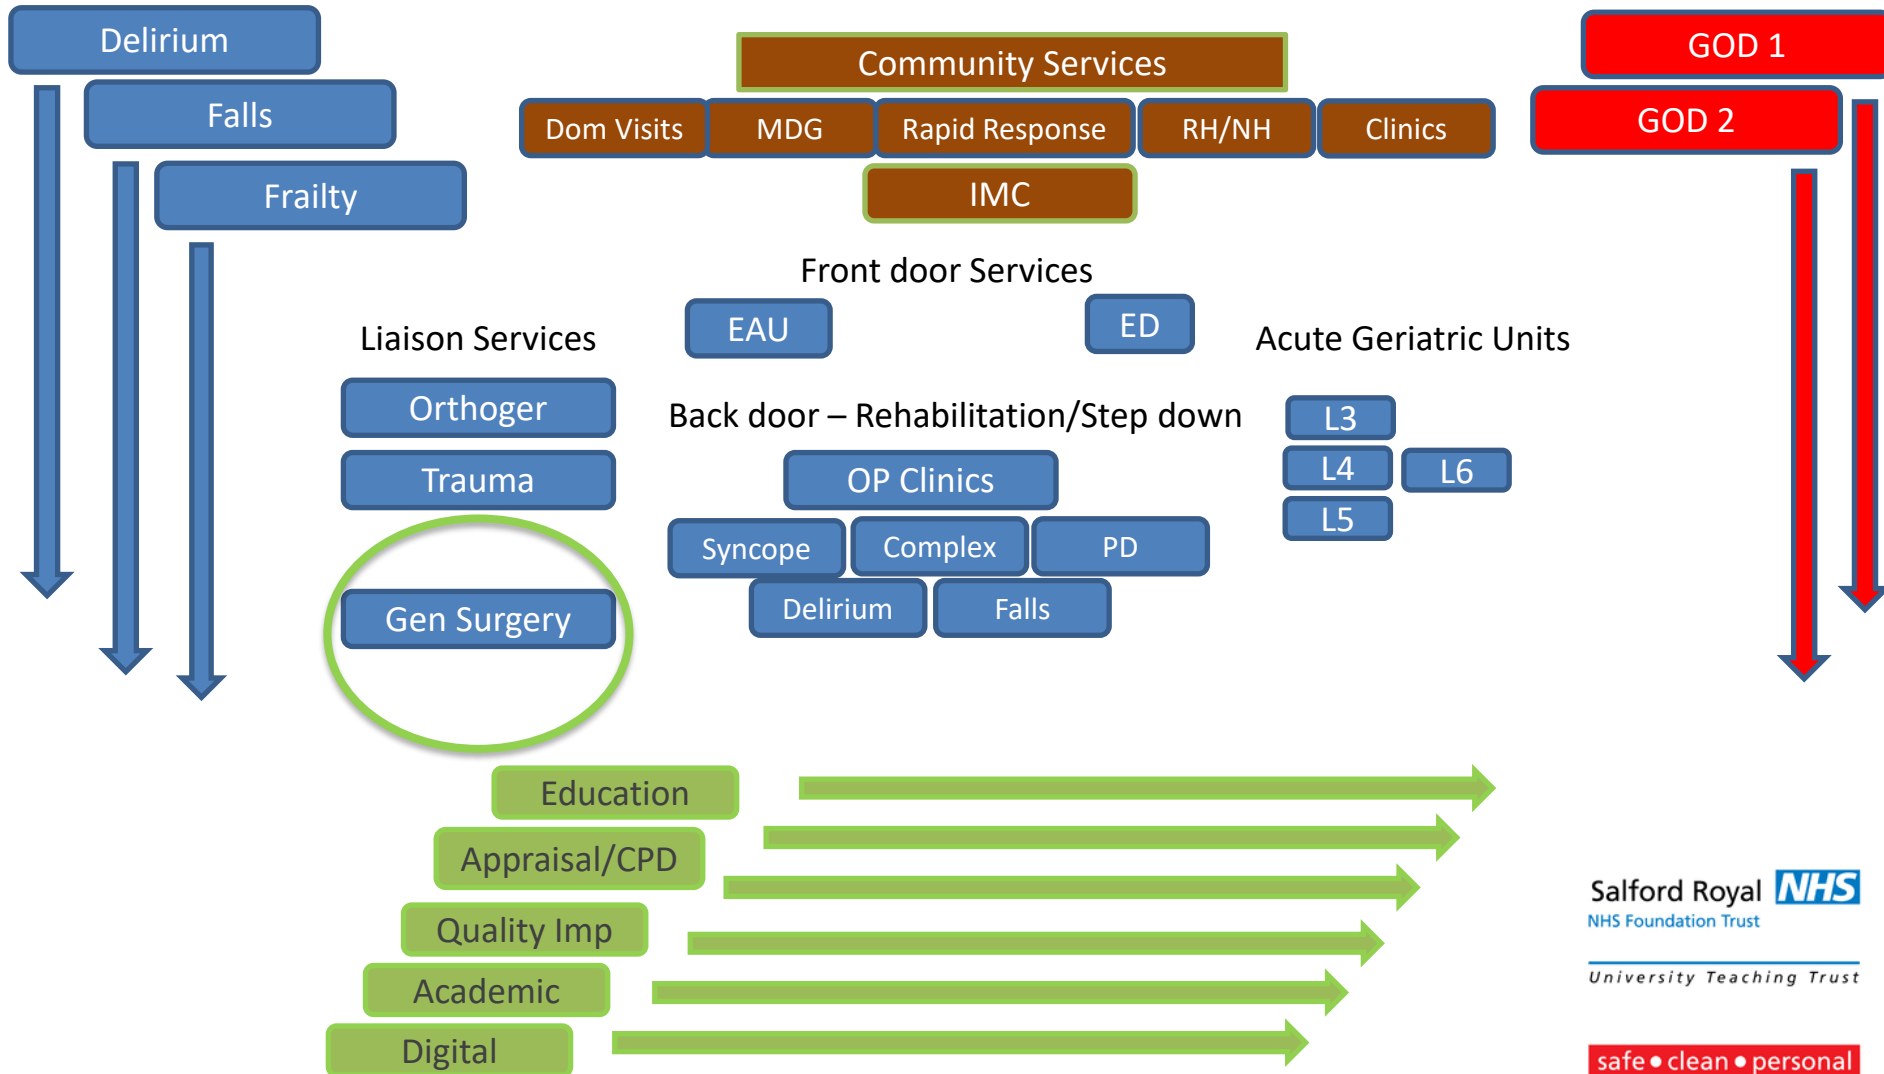 Delirium
Falls
Frailty
Community Services
Dom Visits
MDG
Rapid Response
RH/NH
Clinics
IMC
GOD 1
GOD 2
Front door Services
EAU
ED
Liaison Services
Orthoger
Trauma
Gen Surgery
Back door – Rehabilitation/Step down
OP Clinics
Syncope
Complex
PD
Delirium
Falls
Acute Geriatric Units
L3
L4
L6
L5
Education
Appraisal/CPD
Quality Imp
Academic
Digital
Salford Royal NHS
NHS Foundation Trust
University Teaching Trust
safe • clean • personal